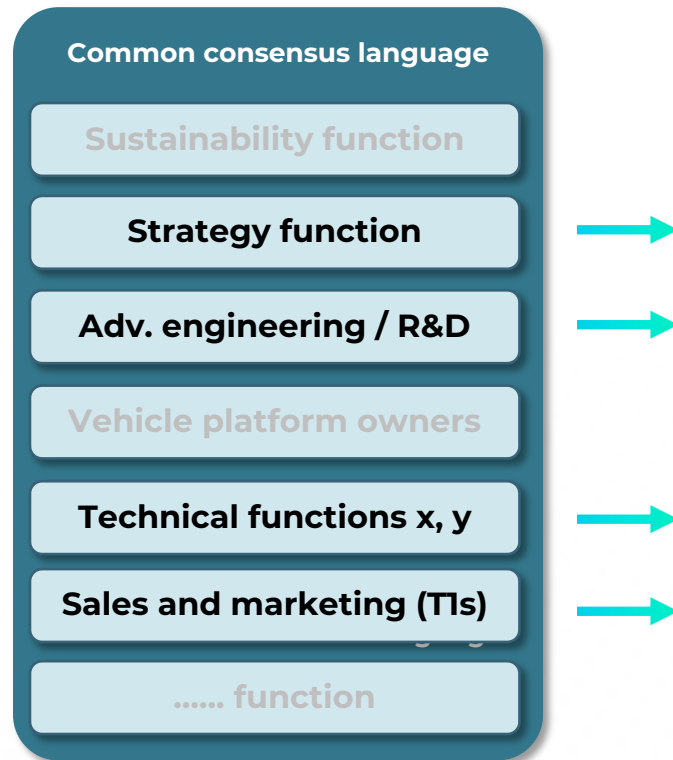 Common consensus language
Sustainability function
Strategy function
Adv. engineering / R&D
Vehicle platform owners
Technical functions x, y
Sales and marketing (T1s)
...... function